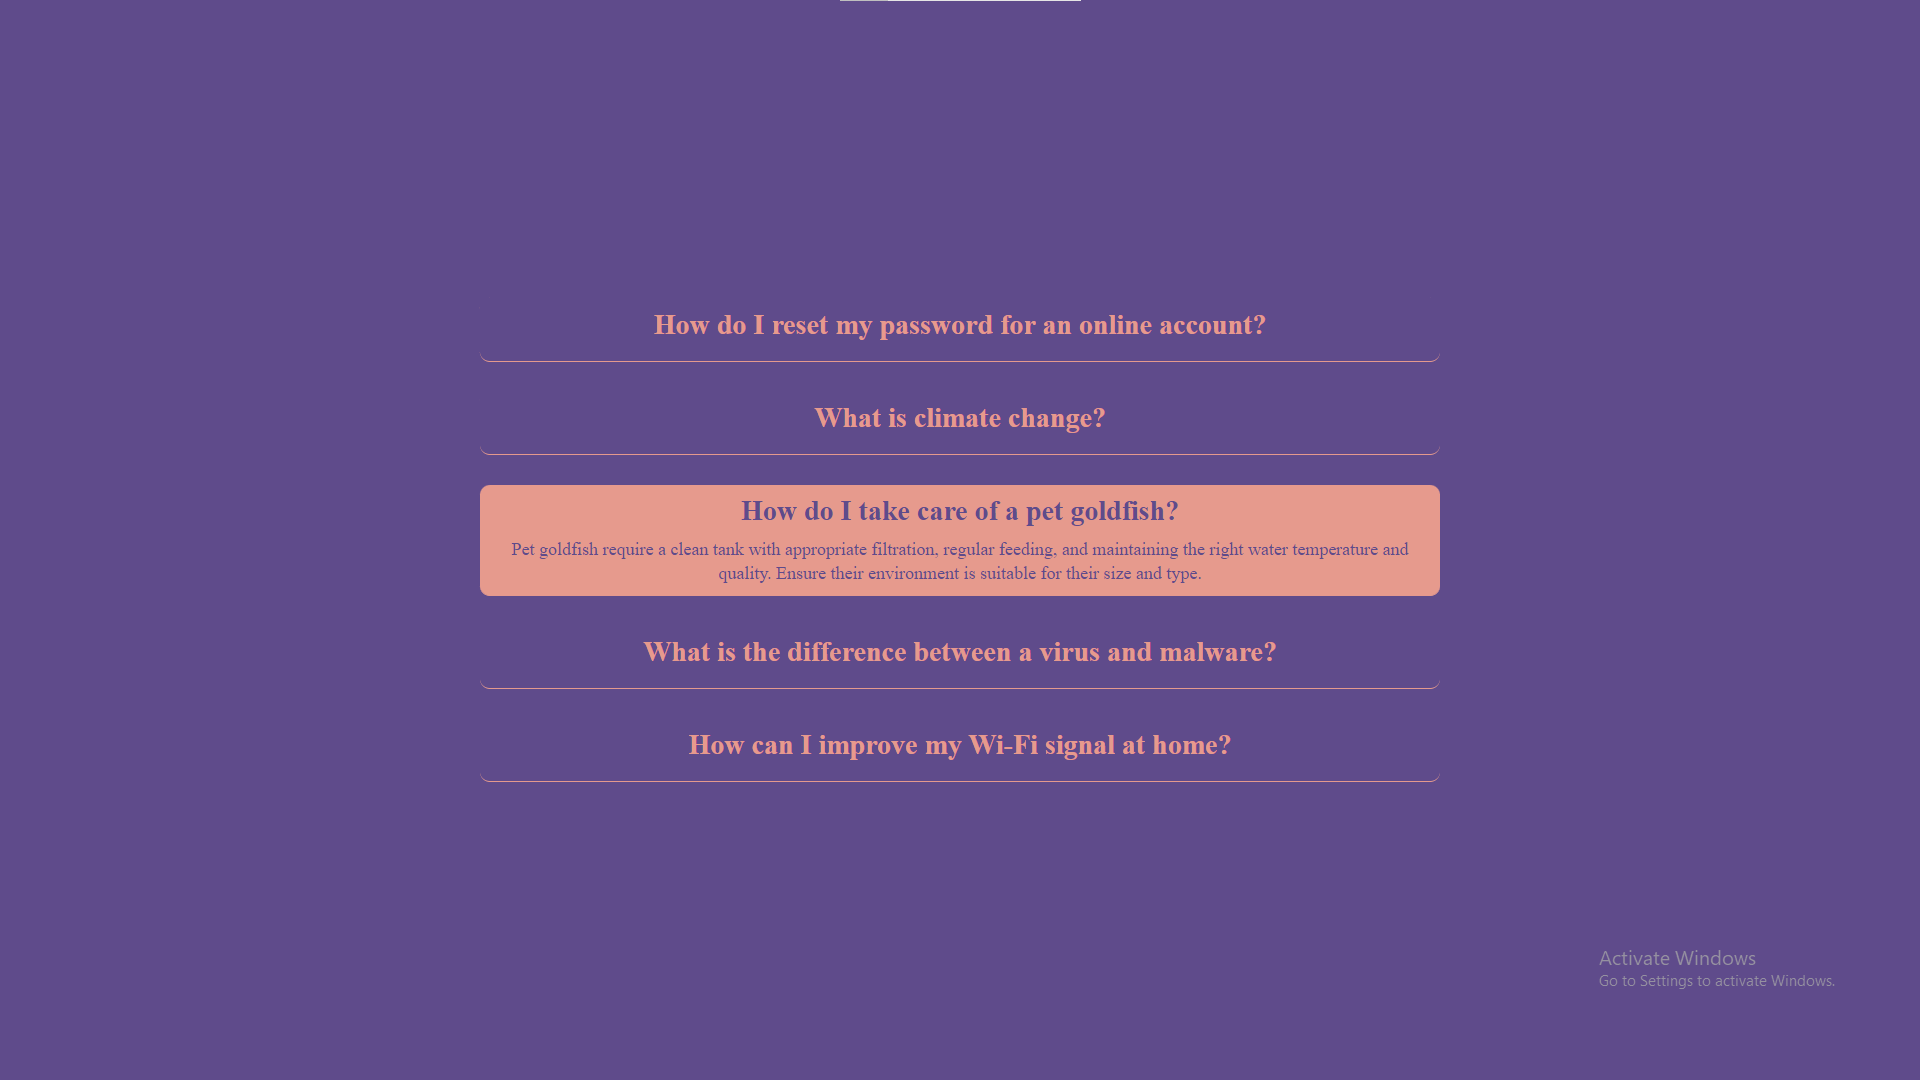 How do I reset my password for an online account?
What is climate change?
How do I take care of a pet goldfish?
Pet goldfish require a clean tank with appropriate filtration, regular feeding, and maintaining the right water temperature and
quality. Ensure their environment is suitable for their size and type.
What is the difference between a virus and malware?
How can I improve my Wi-Fi signal at home?
Activate Windows
Go to Settings to activate Windows.